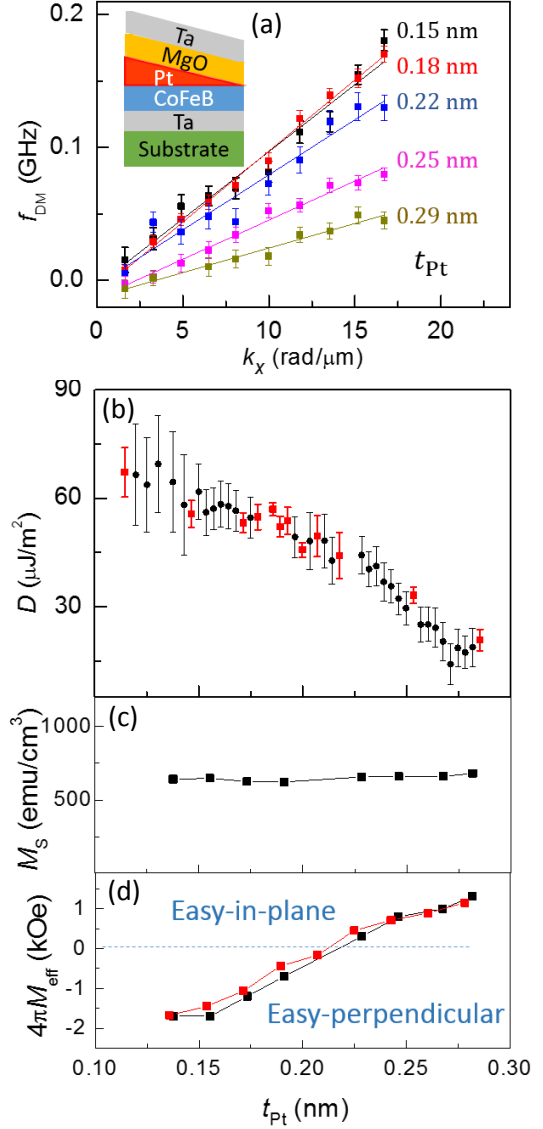 (a)
Ta
MgO
Pt
CoFeB
Ta
Substrate
0.15 nm
0.18 nm
0.22 nm
0.25 nm
0.29 nm
t_Pt
0.2
0.1
0.0
f_DM (GHz)
0 5 10 15 20
k_x (rad/μm)
(b)
90
60
30
D (μJ/m²)
(c)
1000
500
M_S (emu/cm³)
(d)
Easy-in-plane
Easy-perpendicular
1
0
-1
-2
4πM_eff (kOe)
0.10 0.15 0.20 0.25 0.30
t_Pt (nm)